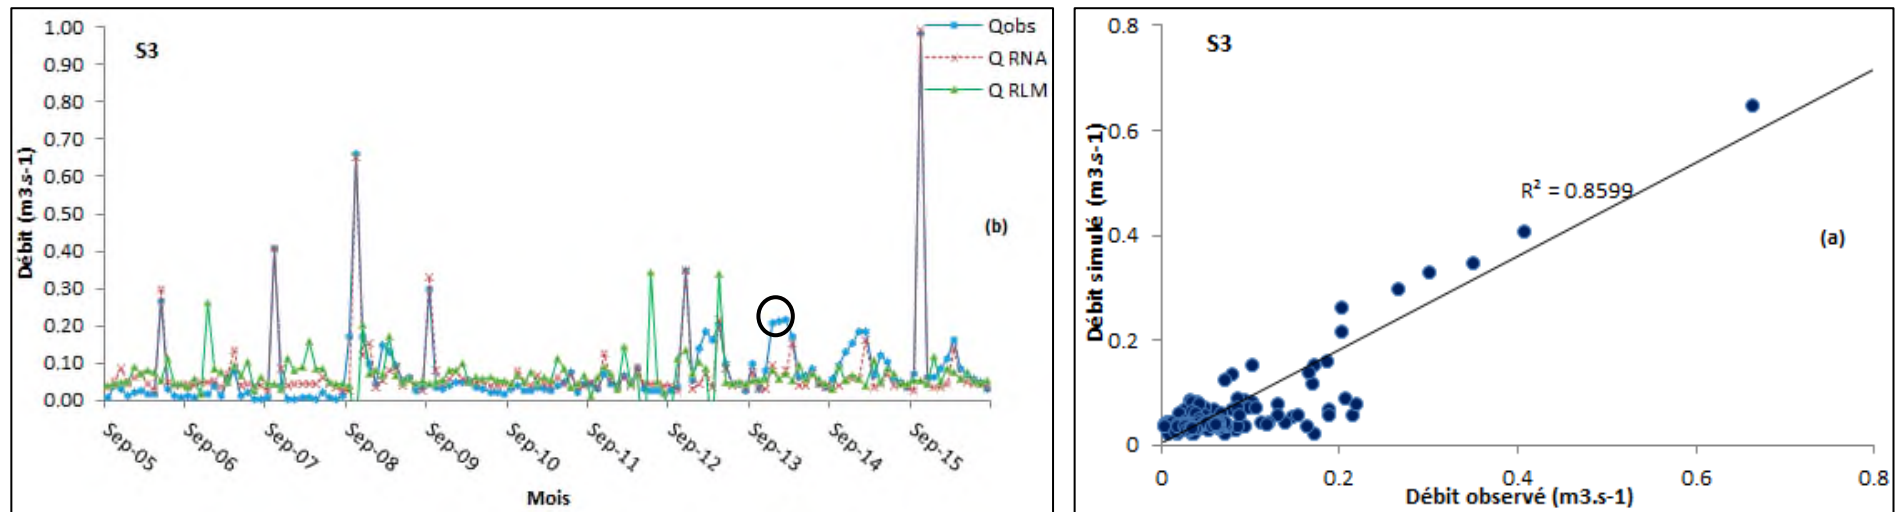 S3
Qobs
Q RNA
Q RLM
(b)
Débit (m3.s-1)
1.00
0.90
0.80
0.70
0.60
0.50
0.40
0.30
0.20
0.10
0.00
Sep-05
Sep-06
Sep-07
Sep-08
Sep-09
Sep-10
Sep-11
Sep-12
Sep-13
Sep-14
Sep-15
Mois
S3
R² = 0.8599
(a)
Débit simulé (m3.s-1)
0.8
0.6
0.4
0.2
0
0
0.2
0.4
0.6
0.8
Débit observé (m3.s-1)